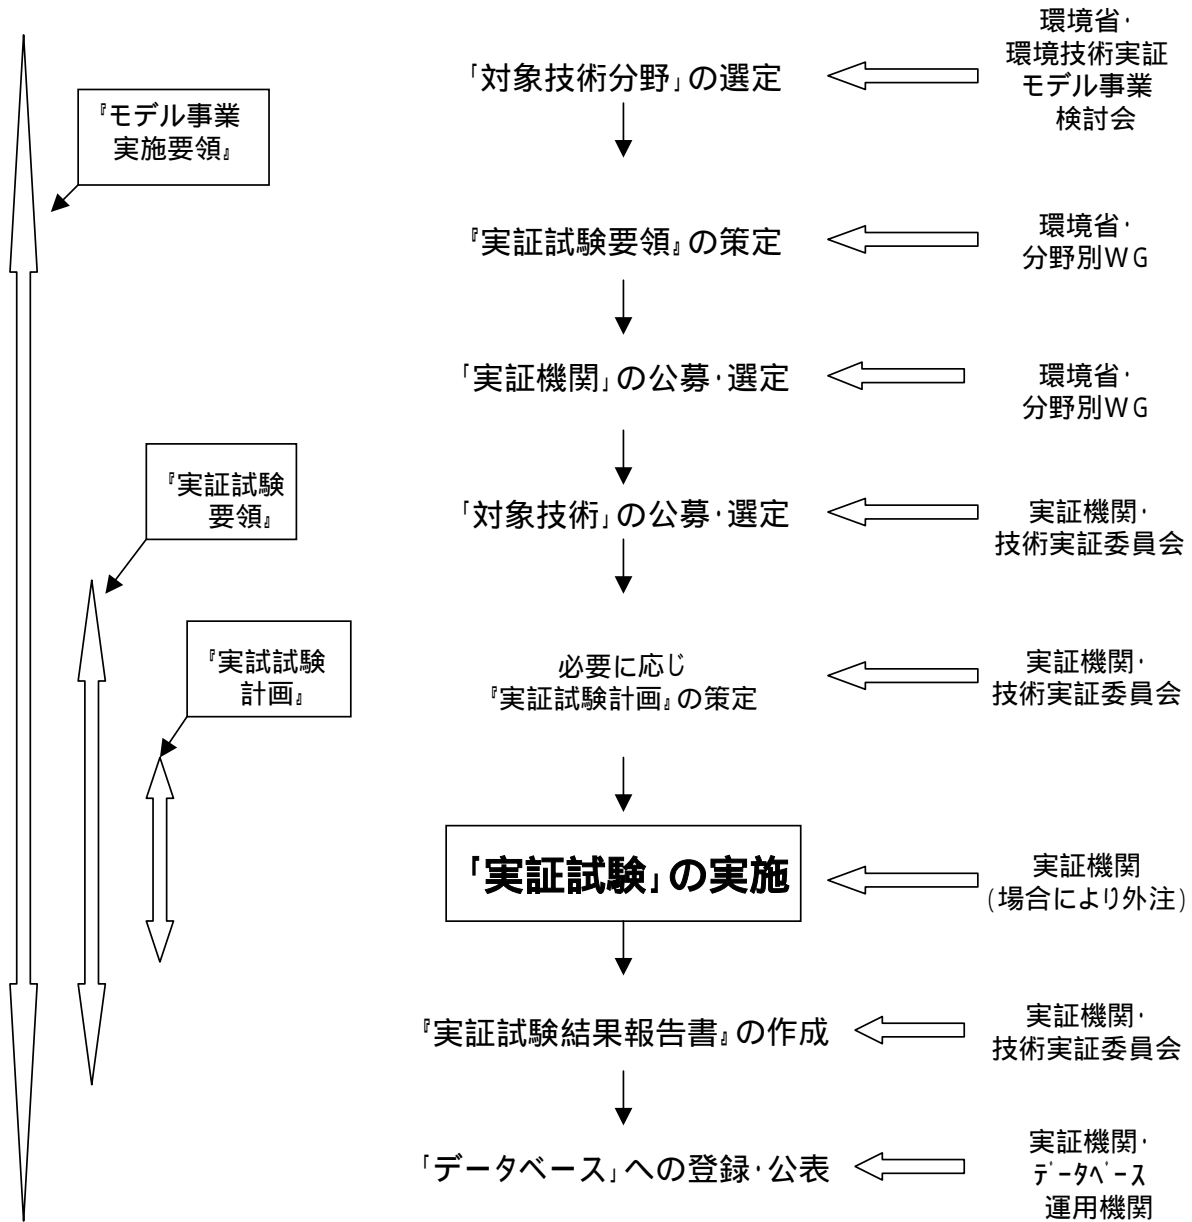 環境省・
環境技術実証
モデル事業
検討会
「対象技術分野」の選定
『モデル事業
実施要領』
環境省・
分野別WG
『実証試験要領』の策定
「実証機関」の公募・選定
環境省・
分野別WG
『実証試験
要領』
「対象技術」の公募・選定
実証機関・
技術実証委員会
『実試試験
計画』
必要に応じ
『実証試験計画』の策定
実証機関・
技術実証委員会
「実証試験」の実施
実証機関
(場合により外注)
『実証試験結果報告書』の作成
実証機関・
技術実証委員会
「データベース」への登録・公表
実証機関・
ﾃﾞｰﾀﾍﾞｰｽ
運用機関